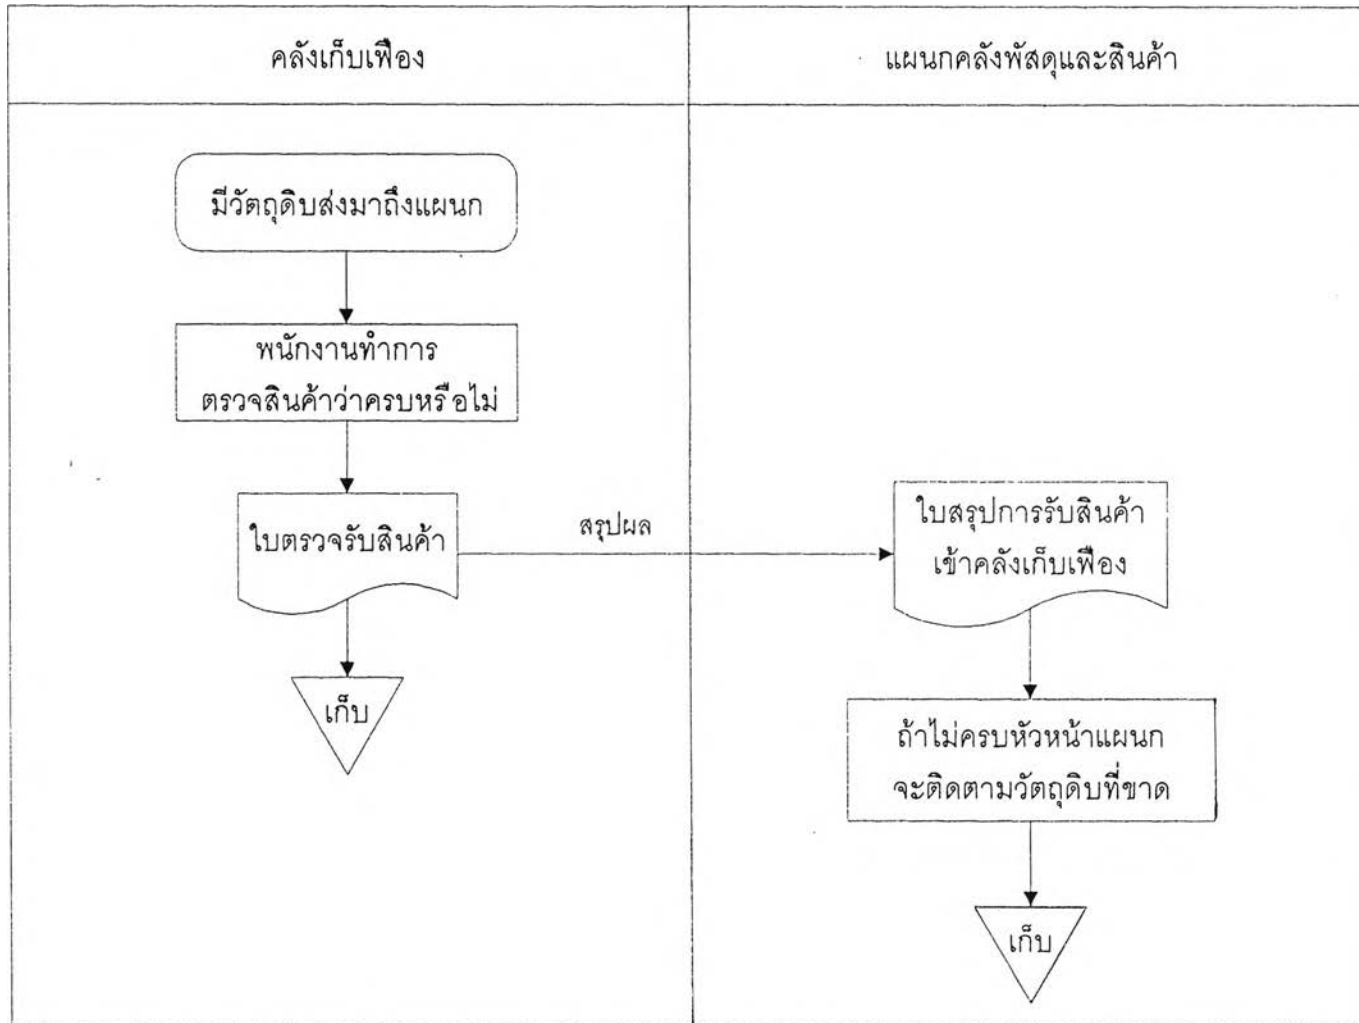 คลังเก็บเฟือง
แผนกคลังพัสดุและสินค้า
มีวัตถุดิบส่งมาถึงแผนก
พนักงานทำการ
ตรวจสินค้าว่าครบหรือไม่
ใบตรวจรับสินค้า
สรุปผล
ใบสรุปการรับสินค้า
เข้าคลังเก็บเฟือง
เก็บ
ถ้าไม่ครบหัวหน้าแผนก
จะติดตามวัตถุดิบที่ขาด
เก็บ